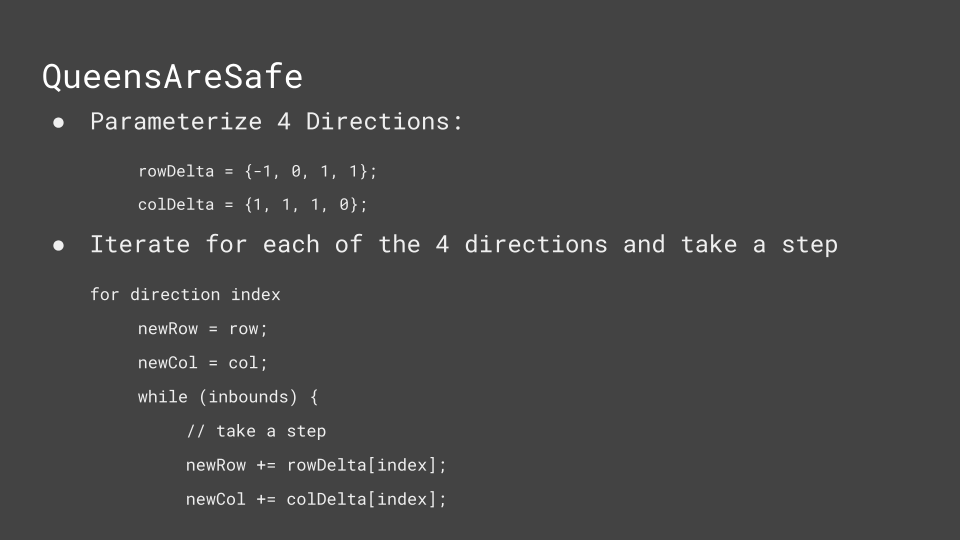 QueensAreSafe
● Parameterize 4 Directions:
rowDelta = {-1, 0, 1, 1};
colDelta = {1, 1, 1, 0};
● Iterate for each of the 4 directions and take a step
for direction index
newRow = row;
newCol = col;
while (inbounds) {
// take a step
newRow += rowDelta[index];
newCol += colDelta[index];